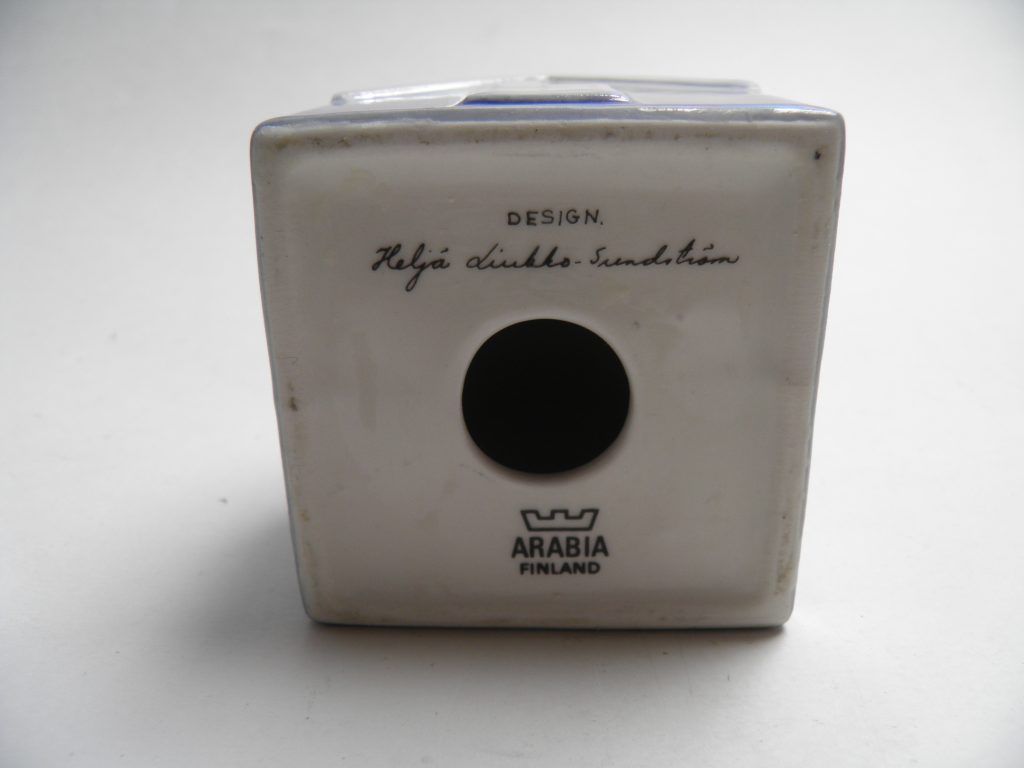 DESIGN.
Heljä Liukko-Sundström
ARABIA
FINLAND